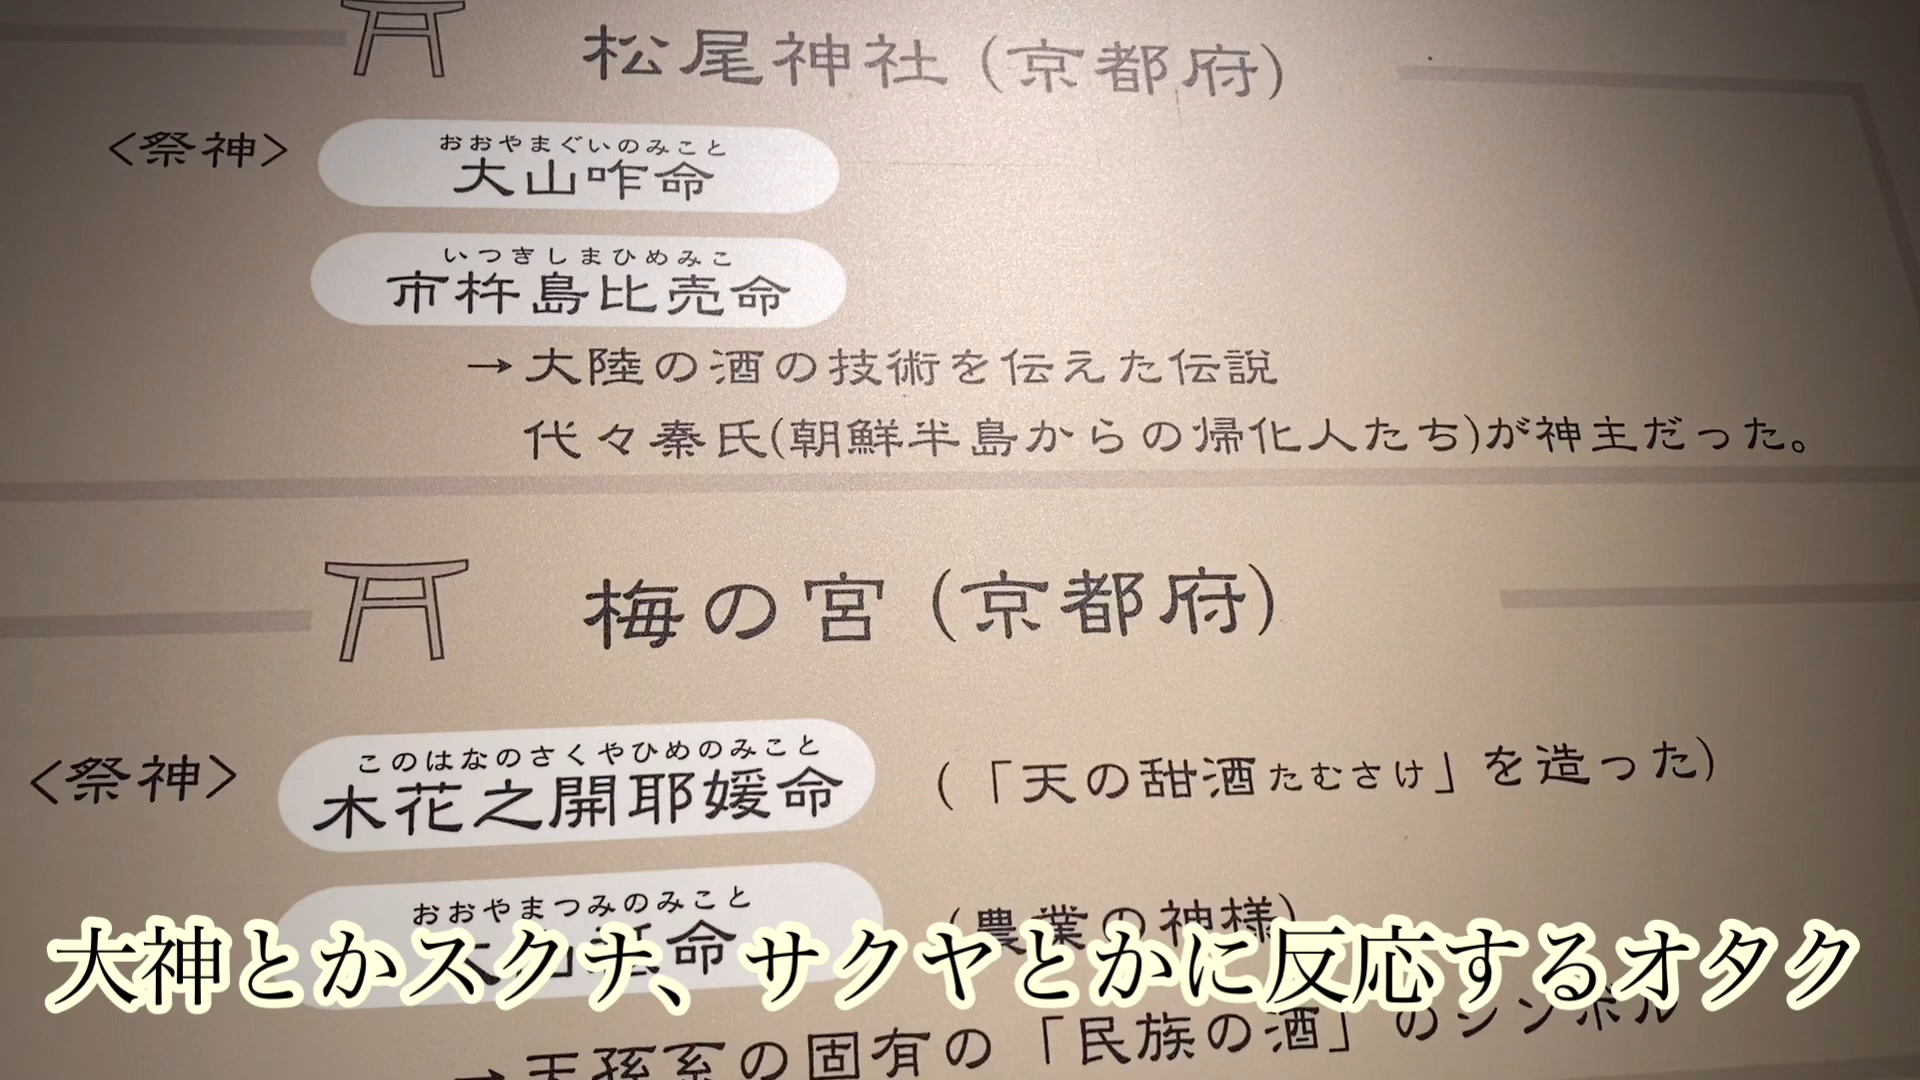 松尾神社(京都府)
<祭神>
おおやまぐいのみこと
大山咋命
いつきしまひめみこ
市杵島比売命
→大陸の酒の技術を伝えた伝説
代々秦氏(朝鮮半島からの帰化人たち)が神主だった。
梅の宮(京都府)
<祭神>
このはなのさくやひめのみこと
木花之開耶媛命
(「天の甜酒たむさけ」を造った)
おおやまつみのみこと
大山祇命
(農業の神様)
大神とかスクナ、サクヤとかに反応するオタク
→天孫系の固有の「民族の酒」のシンボル